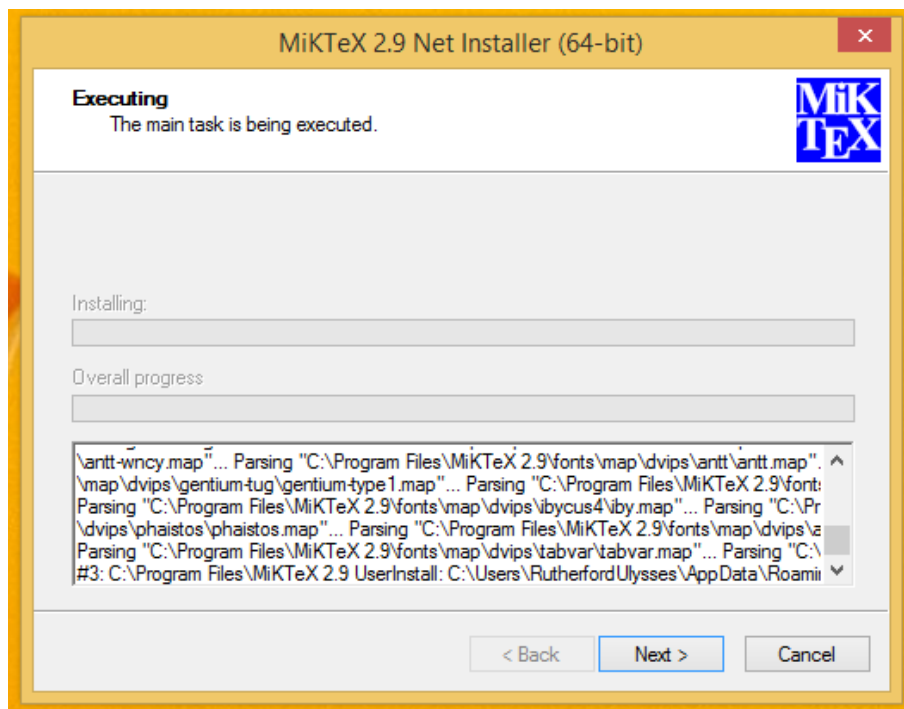 MiKTeX 2.9 Net Installer (64-bit)
Executing
The main task is being executed.
MiK
TEX
Installing:
Overall progress
\antt-wncy.map"... Parsing "C:\Program Files\MiKTeX 2.9\fonts\map\dvips\antt\antt.map".
\map\dvips\gentium-tug\gentium-type1.map"... Parsing "C:\Program Files\MiKTeX 2.9\fonts
Parsing "C:\Program Files\MiKTeX 2.9\fonts\map\dvips\ibycus4\iby.map"... Parsing "C:\Pr
\dvips\phaistos\phaistos.map"... Parsing "C:\Program Files\MiKTeX 2.9\fonts\map\dvips\a
Parsing "C:\Program Files\MiKTeX 2.9\fonts\map\dvips\tabvar\tabvar.map"... Parsing "C:\
#3: C:\Program Files\MiKTeX 2.9 UserInstall: C:\Users\RutherfordUlysses\AppData\Roamin
< Back
Next >
Cancel